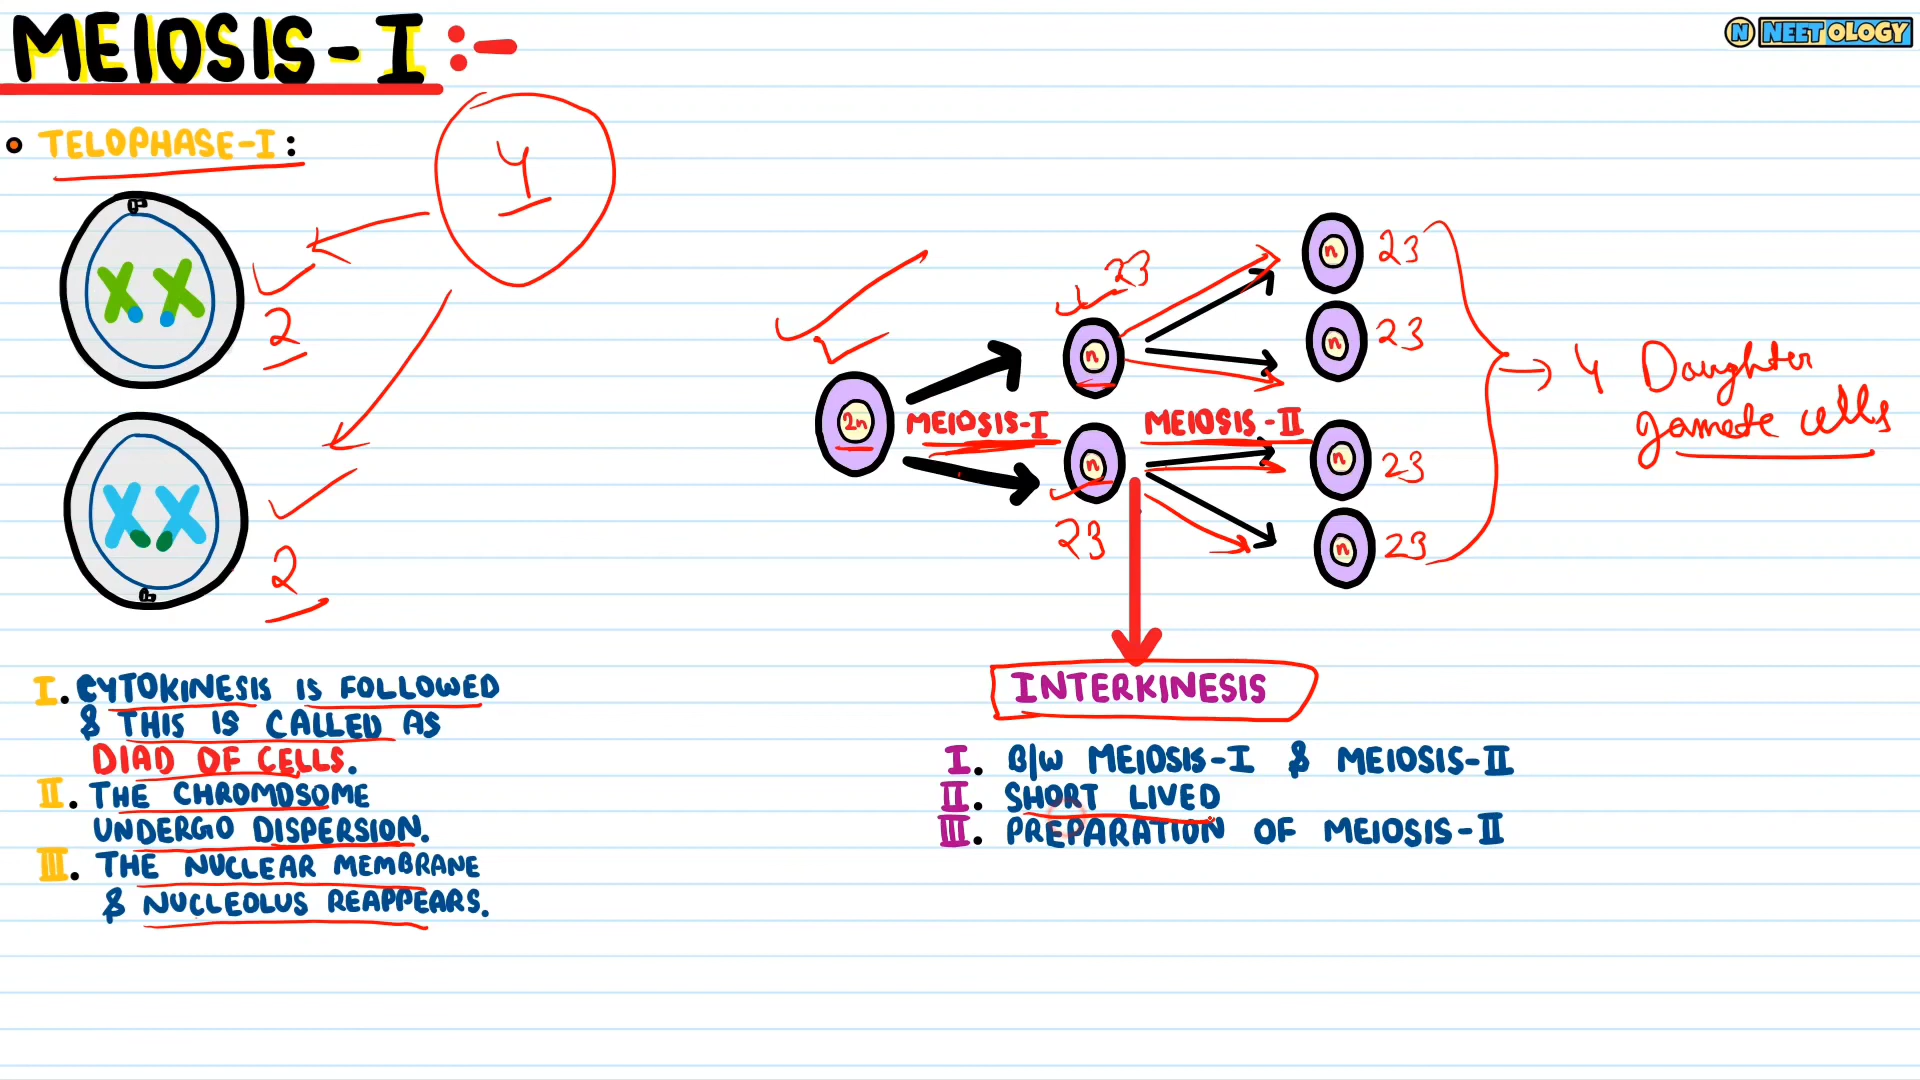 MEIOSIS-I :-
N NEETOLOGY
• TELOPHASE-I :
4
2
2
I. CYTOKINESIS IS FOLLOWED
& THIS IS CALLED AS
DIAD OF CELLS.
II. THE CHROMOSOME
UNDERGO DISPERSION.
III. THE NUCLEAR MEMBRANE
& NUCLEOLUS REAPPEARS.
2n
MEIOSIS-I
23
n
n
23
MEIOSIS-II
n 23
n 23
n 23
n 23
4 Daughter
gamete cells
INTERKINESIS
I. B/W MEIOSIS-I & MEIOSIS-II
II. SHORT LIVED
III. PREPARATION OF MEIOSIS-II